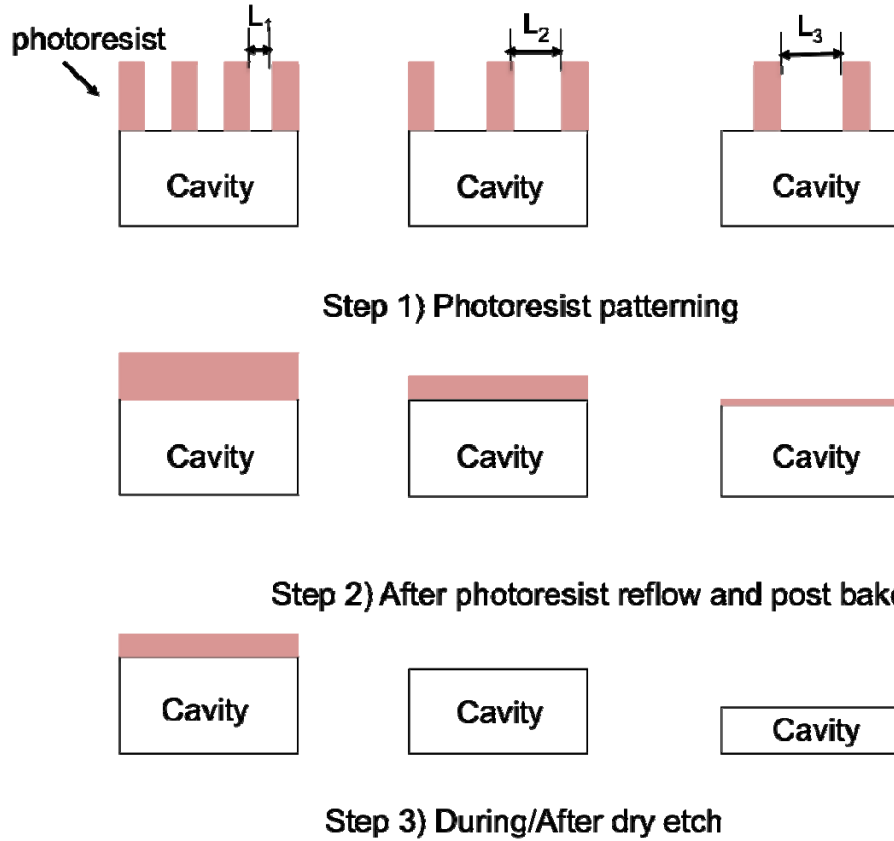 photoresist
L₁
L₂
L₃
Cavity
Cavity
Cavity
Step 1) Photoresist patterning
Cavity
Cavity
Cavity
Step 2) After photoresist reflow and post bake
Cavity
Cavity
Cavity
Step 3) During/After dry etch